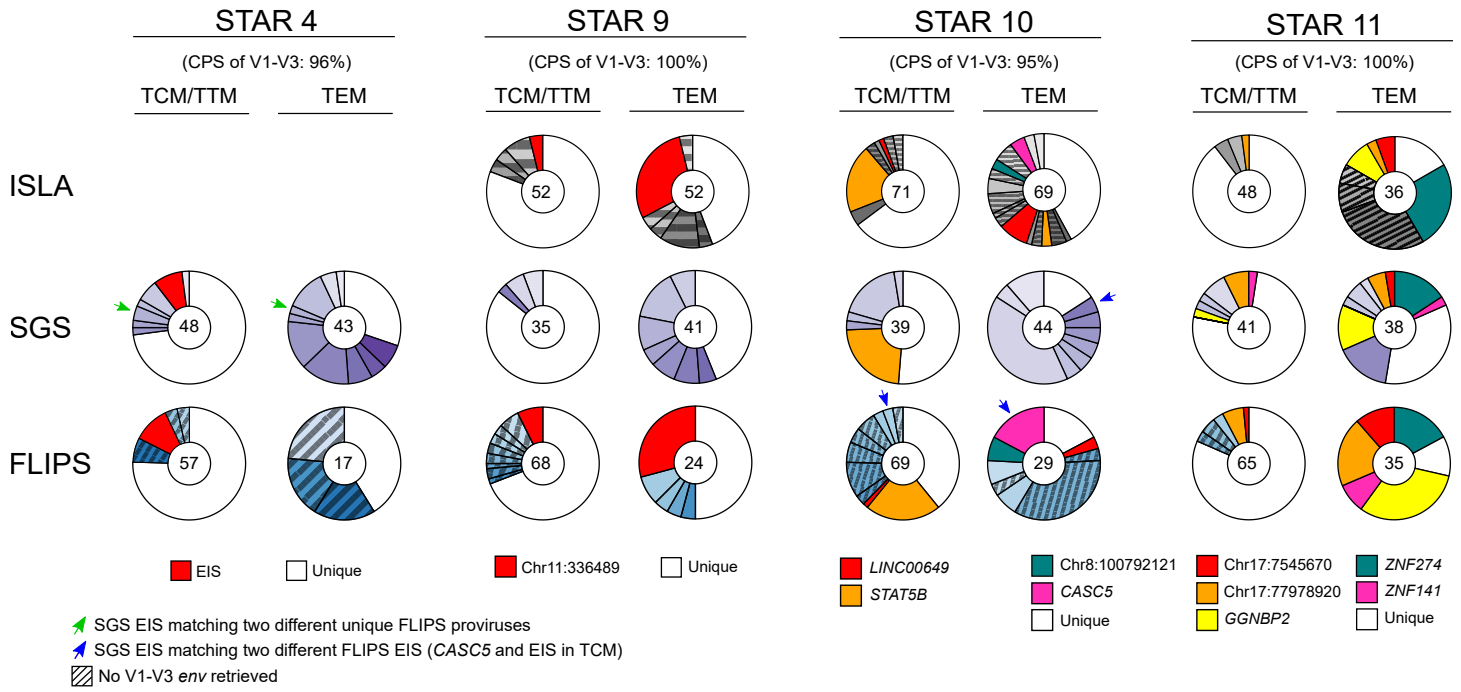 STAR 4 STAR 9 STAR 10 STAR 11
(CPS of V1-V3: 96%) (CPS of V1-V3: 100%) (CPS of V1-V3: 95%) (CPS of V1-V3: 100%)
TCM/TTM TEM TCM/TTM TEM TCM/TTM TEM TCM/TTM TEM
ISLA 52 52 71 69 48 36
SGS 48 43 35 41 39 44 41 38
FLIPS 57 17 68 24 69 29 65 35
EIS Unique Chr11:336489 Unique LINC00649 Chr8:100792121 Chr17:7545670 ZNF274
STAT5B CASC5 Chr17:77978920 ZNF141
Unique GGNBP2 Unique
SGS EIS matching two different unique FLIPS proviruses
SGS EIS matching two different FLIPS EIS (CASC5 and EIS in TCM)
No V1-V3 env retrieved